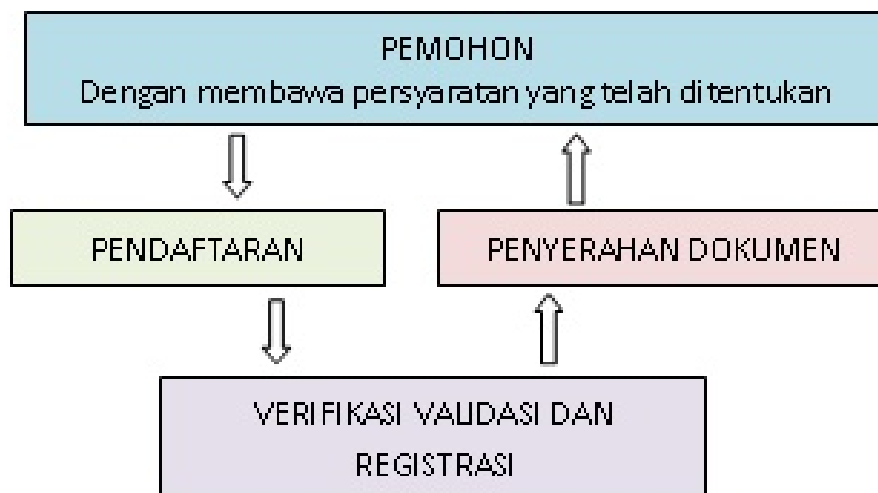 PEMOHON
Dengan membawa persyaratan yang telah ditentukan
PENDAFTARAN
PENYERAHAN DOKUMEN
VERIFIKASI VALIDASI DAN
REGISTRASI